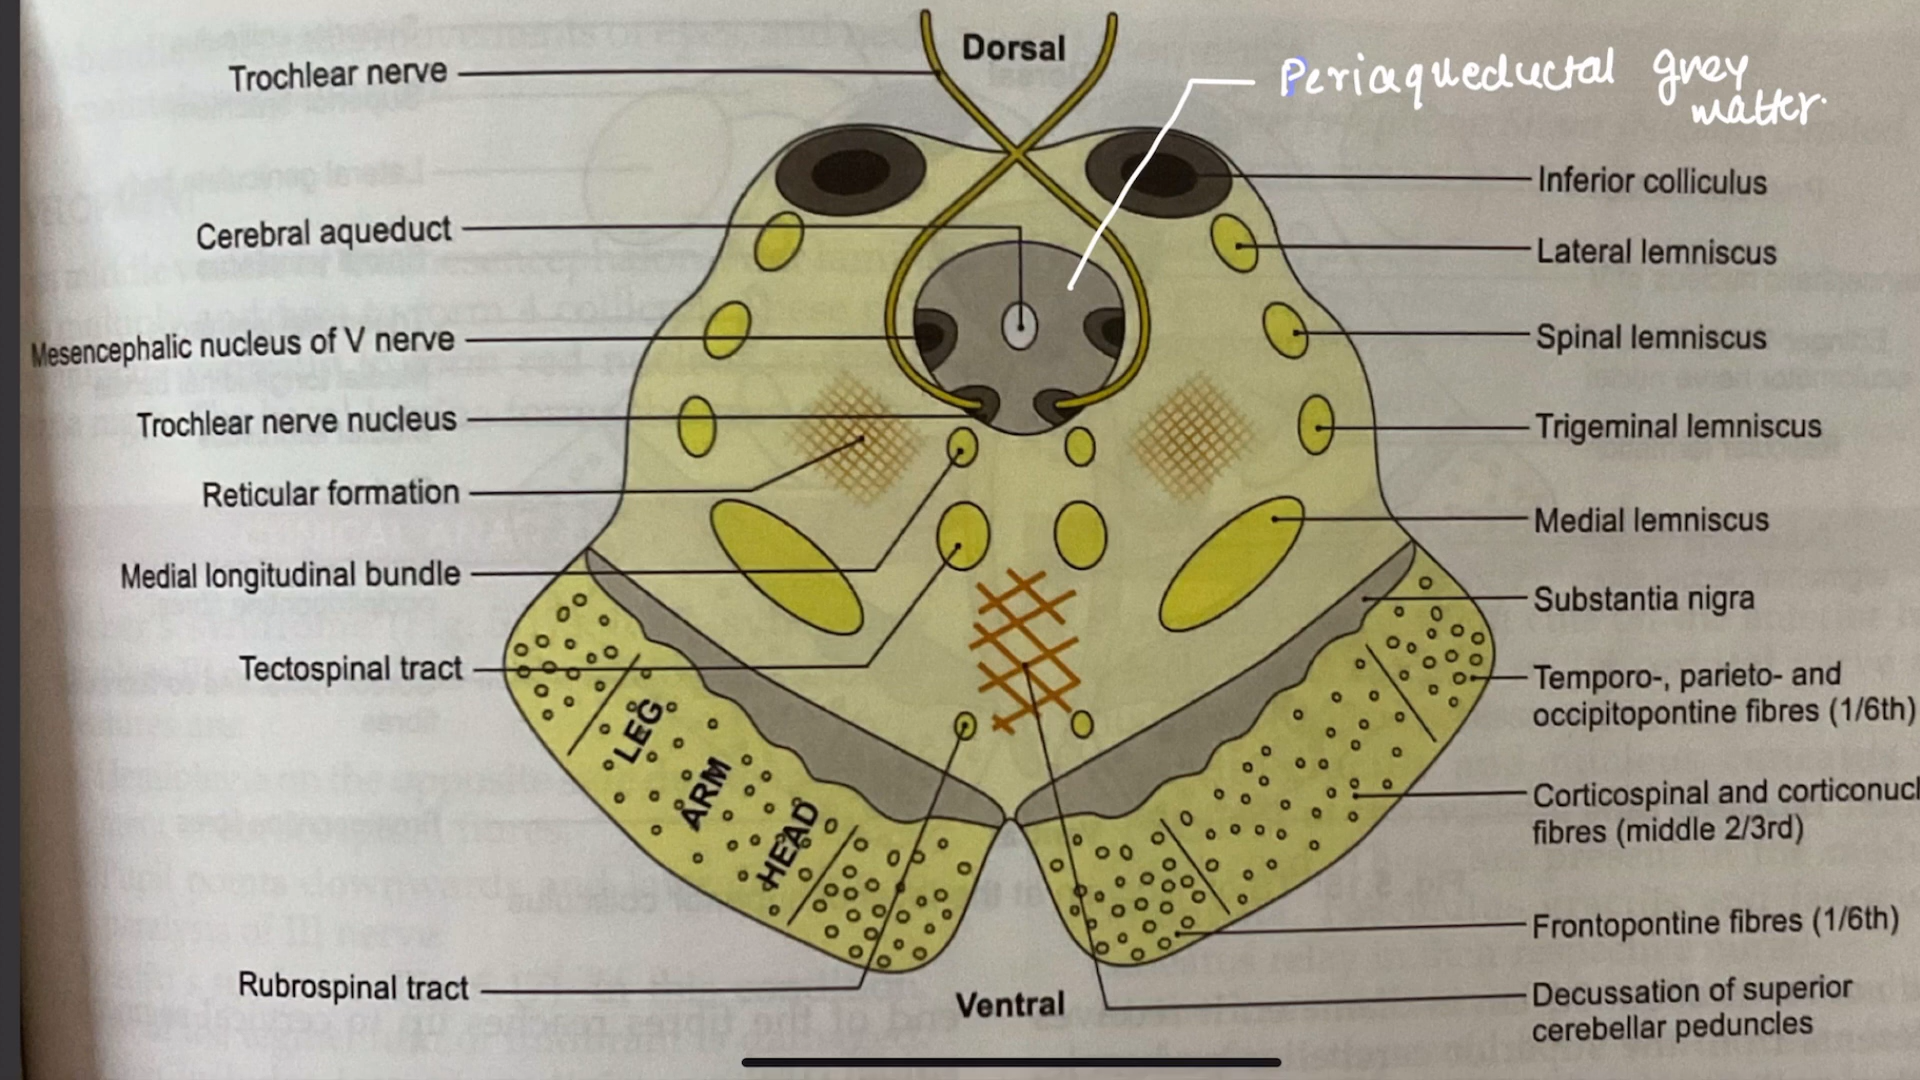 Dorsal
Trochlear nerve
Periaqueductal grey
matter.
Inferior colliculus
Cerebral aqueduct
Lateral lemniscus
Mesencephalic nucleus of V nerve
Spinal lemniscus
Trochlear nerve nucleus
Trigeminal lemniscus
Reticular formation
Medial lemniscus
Medial longitudinal bundle
Substantia nigra
Tectospinal tract
Temporo-, parieto- and
occipitopontine fibres (1/6th)
LEG
ARM
HEAD
Corticospinal and corticonucl
fibres (middle 2/3rd)
Frontopontine fibres (1/6th)
Rubrospinal tract
Ventral
Decussation of superior
cerebellar peduncles